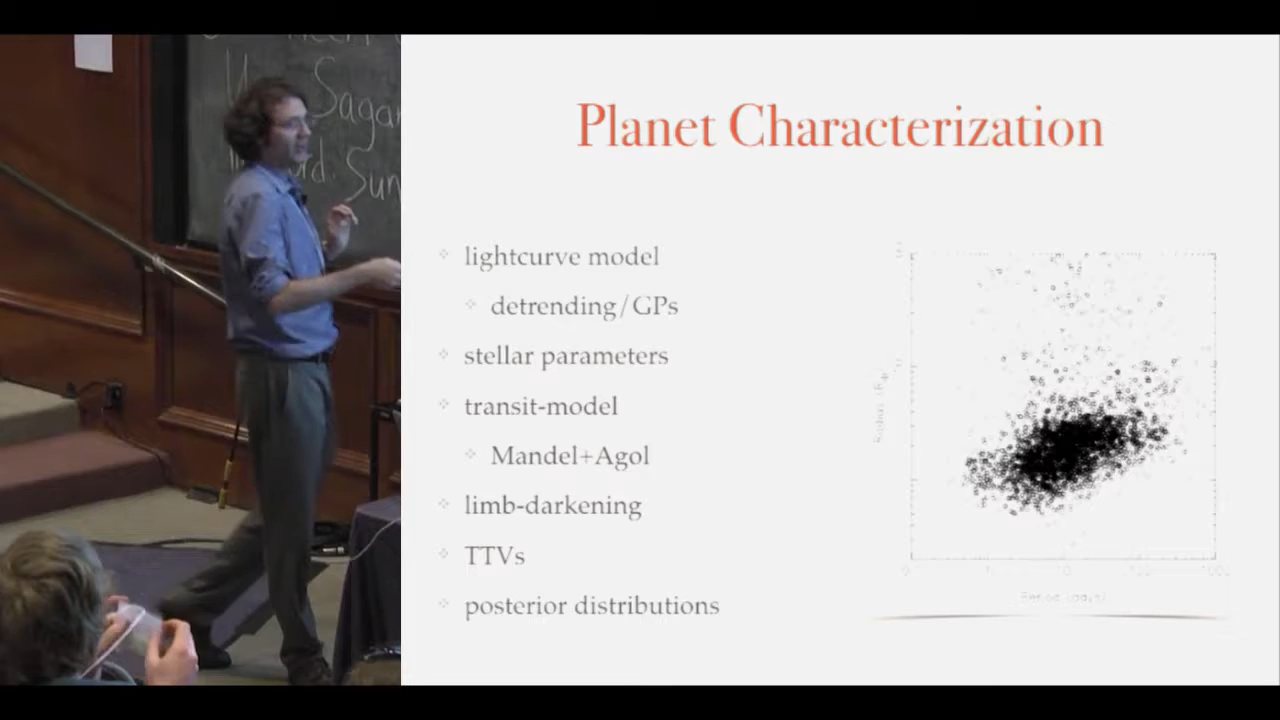 Sagan
Sun
Planet Characterization
lightcurve model
detrending/GPs
stellar parameters
transit-model
Mandel+Agol
limb-darkening
TTVs
posterior distributions